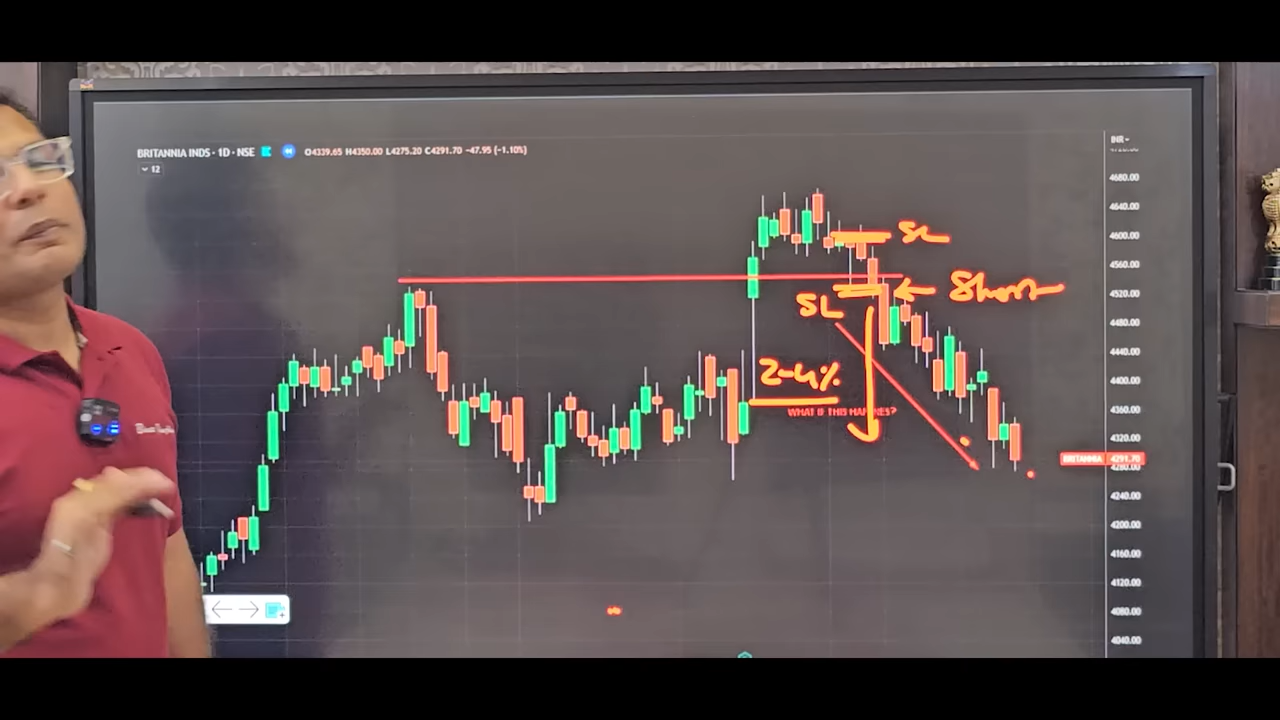 BRITANNIA INDS · 1D · NSE O4339.65 H4350.00 L4275.20 C4291.70 -47.95 (-1.10%)
12
INR
4680.00
4640.00
4600.00
4560.00
4520.00
4480.00
4440.00
4400.00
4360.00
4320.00
4280.00
4240.00
4200.00
4160.00
4120.00
4080.00
4040.00
SL
Short
SL
2-4%
WHAT IF THIS HAPPENES?
BRITANNIA 4291.70